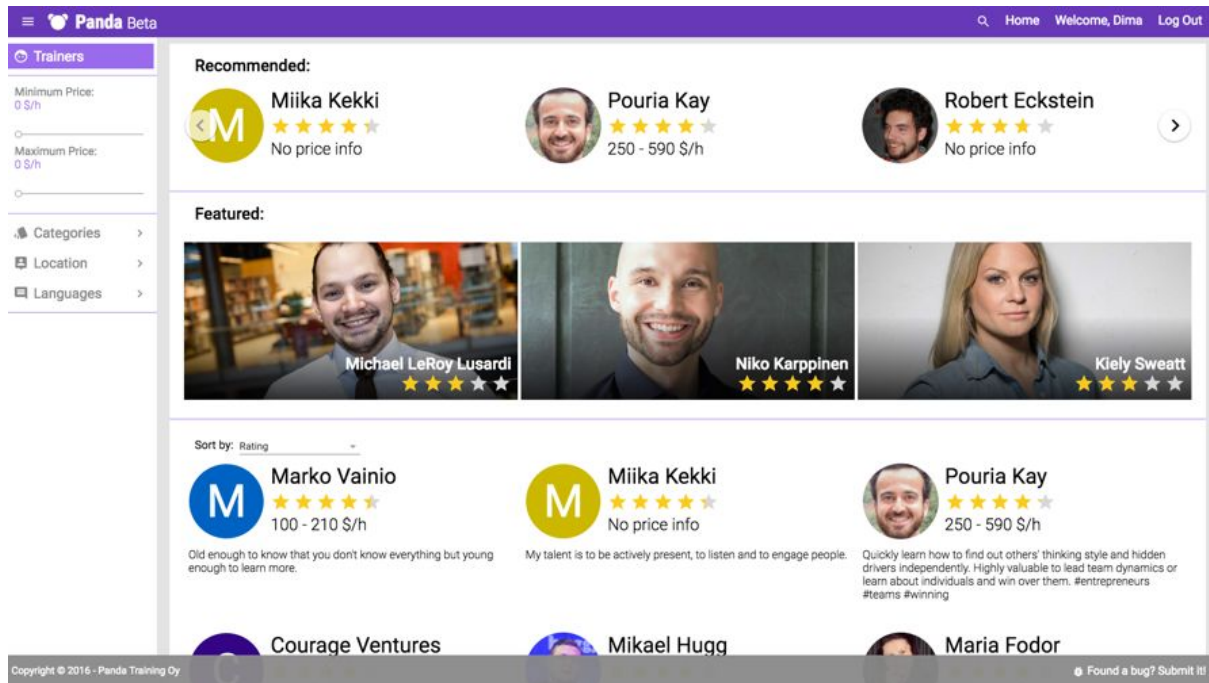 Panda Beta
Home Welcome, Dima Log Out
Trainers
Minimum Price:
0 $/h
Maximum Price:
0 $/h
Categories
Location
Languages
Recommended:
M
Miika Kekki
No price info
Pouria Kay
250 - 590 $/h
Robert Eckstein
No price info
Featured:
Michael LeRoy Lusardi
Niko Karppinen
Kiely Sweatt
Sort by: Rating
M
Marko Vainio
100 - 210 $/h
Old enough to know that you don't know everything but young
enough to learn more.
M
Miika Kekki
No price info
My talent is to be actively present, to listen and to engage people.
Pouria Kay
250 - 590 $/h
Quickly learn how to find out others' thinking style and hidden
drivers independently. Highly valuable to lead team dynamics or
learn about individuals and win over them. #entrepreneurs
#teams #winning
C
Courage Ventures
Mikael Hugg
Maria Fodor
Copyright © 2016 - Panda Training Oy
Found a bug? Submit it!